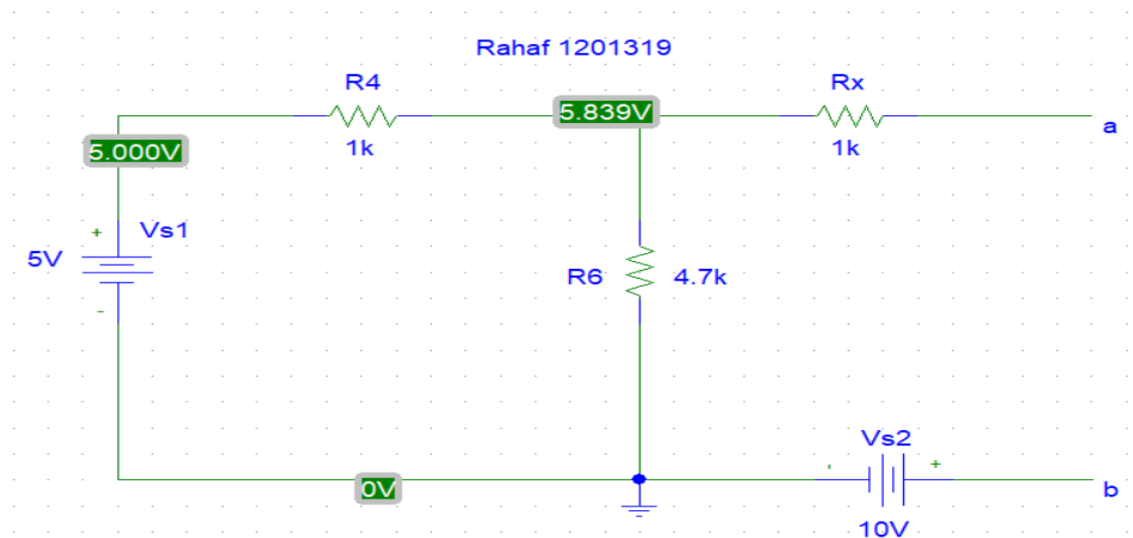 Rahaf 1201319
R4
Rx
5.839V
a
1k
1k
5.000V
+
Vs1
5V
R6
4.7k
-
Vs2
0V
-
+
b
10V